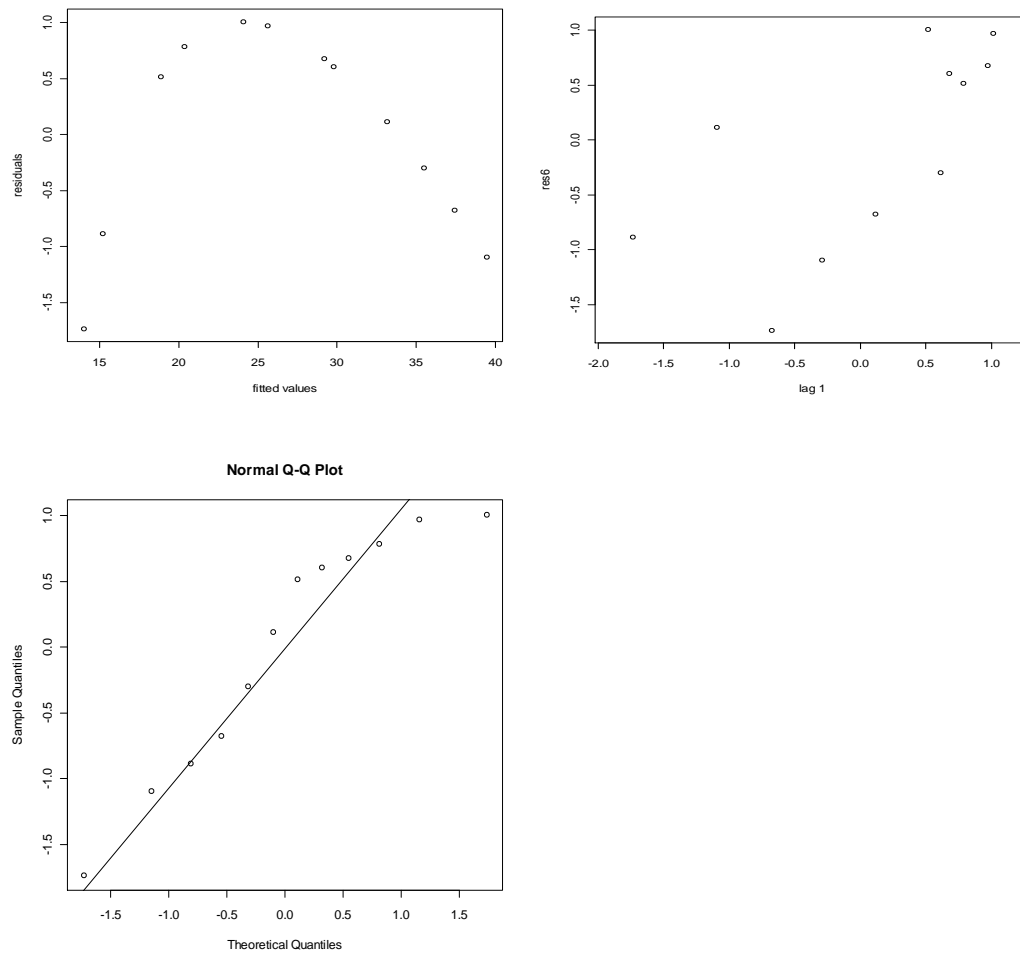 residuals
1.0
0.5
0.0
-0.5
-1.0
-1.5
15 20 25 30 35 40
fitted values
res6
1.0
0.5
0.0
-0.5
-1.0
-1.5
-2.0 -1.5 -1.0 -0.5 0.0 0.5 1.0
lag 1
Normal Q-Q Plot
Sample Quantiles
1.0
0.5
0.0
-0.5
-1.0
-1.5
-1.5 -1.0 -0.5 0.0 0.5 1.0 1.5
Theoretical Quantiles